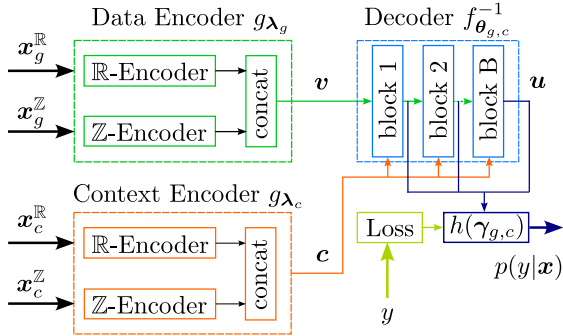 Data Encoder g_{λ_g}
Decoder f^{-1}_{θ_{g,c}}
x_g^ℝ
ℝ-Encoder
x_g^ℤ
ℤ-Encoder
concat
v
block 1
block 2
block B
u
Context Encoder g_{λ_c}
x_c^ℝ
ℝ-Encoder
x_c^ℤ
ℤ-Encoder
concat
c
Loss
h(γ_{g,c})
y
p(y|x)